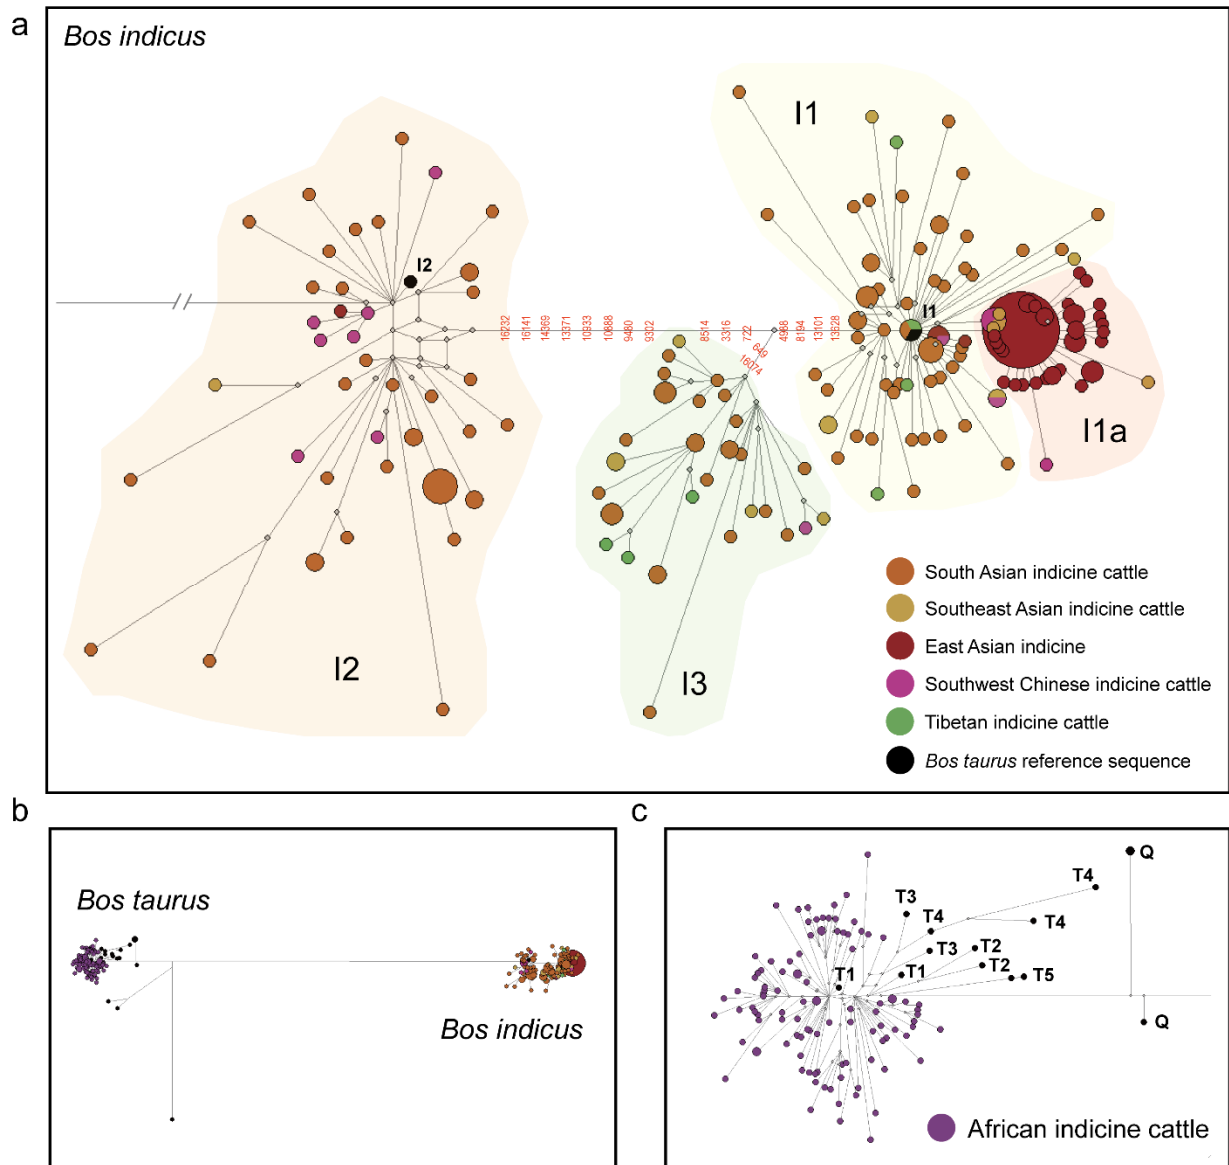 a
Bos indicus
I1
I2
I1
16232
16141
14369
13371
10933
10888
9480
9302
8514
3316
722
649
16074
4968
8194
13101
13628
I1a
I2
I3
South Asian indicine cattle
Southeast Asian indicine cattle
East Asian indicine
Southwest Chinese indicine cattle
Tibetan indicine cattle
Bos taurus reference sequence
b
Bos taurus
Bos indicus
c
Q
T4
T3
T4
T4
T3
T2
T1
T1
T2
T5
Q
African indicine cattle